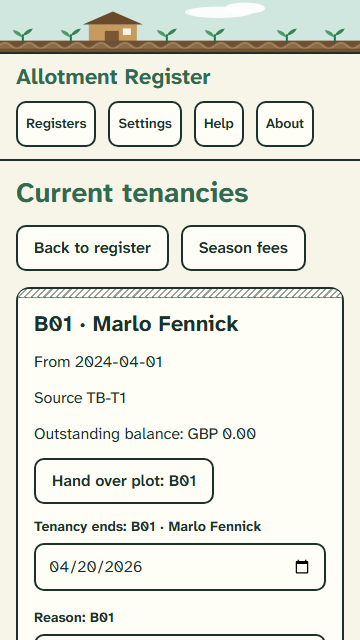 Allotment Register
Registers
Settings
Help
About
Current tenancies
Back to register
Season fees
B01 · Marlo Fennick
From 2024-04-01
Source TB-T1
Outstanding balance: GBP 0.00
Hand over plot: B01
Tenancy ends: B01 · Marlo Fennick
04/20/2026
Reason: B01